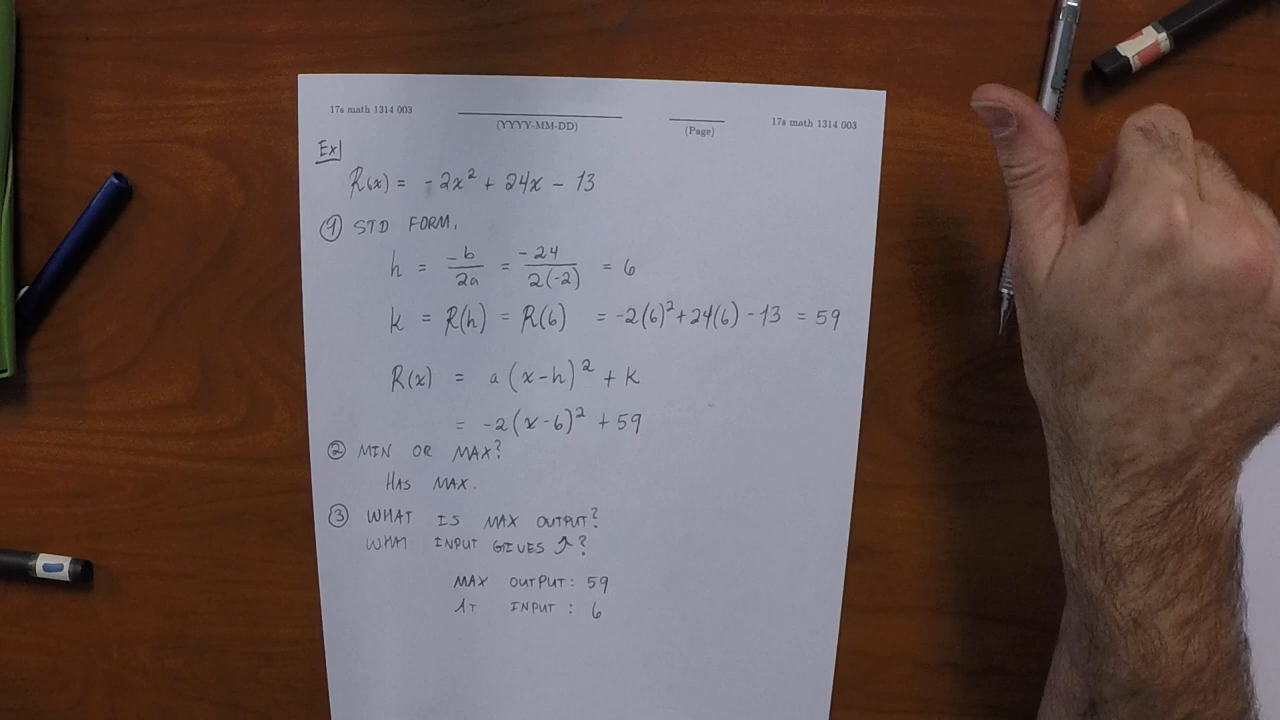 17s math 1314 003
(YYYY-MM-DD)
(Page)
17s math 1314 003
Ex|
R(x) = -2x² + 24x - 13
① STD FORM.
h = -b/2a = -24/2(-2) = 6
k = R(h) = R(6) = -2(6)²+24(6) - 13 = 59
R(x) = a(x-h)² + k
= -2(x-6)² + 59
② MIN OR MAX?
HAS MAX.
③ WHAT IS MAX OUTPUT?
WHAT INPUT GIVES ⤴?
MAX OUTPUT: 59
AT INPUT: 6